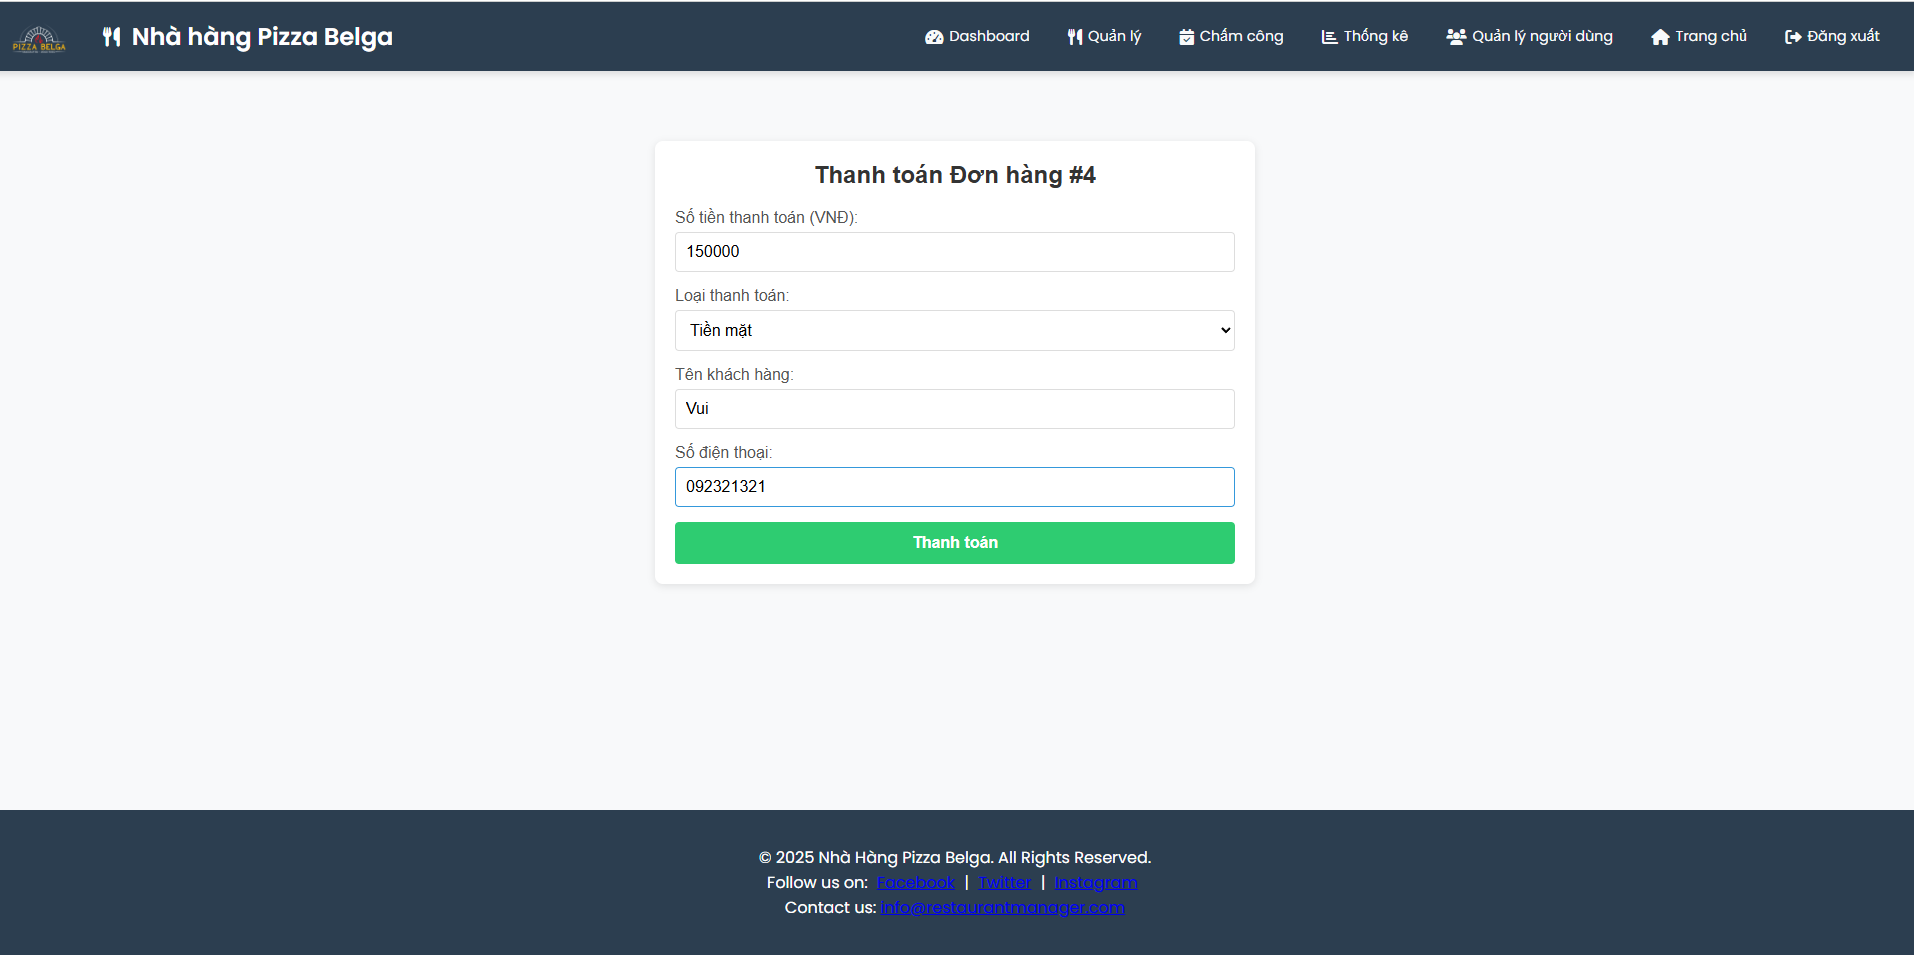 PIZZA BELGA
Nhà hàng Pizza Belga
Dashboard
Quản lý
Chấm công
Thống kê
Quản lý người dùng
Trang chủ
Đăng xuất
Thanh toán Đơn hàng #4
Số tiền thanh toán (VNĐ):
150000
Loại thanh toán:
Tiền mặt
Tên khách hàng:
Vui
Số điện thoại:
092321321
Thanh toán
© 2025 Nhà Hàng Pizza Belga. All Rights Reserved.
Follow us on: Facebook | Twitter | Instagram
Contact us: info@restaurantmanager.com